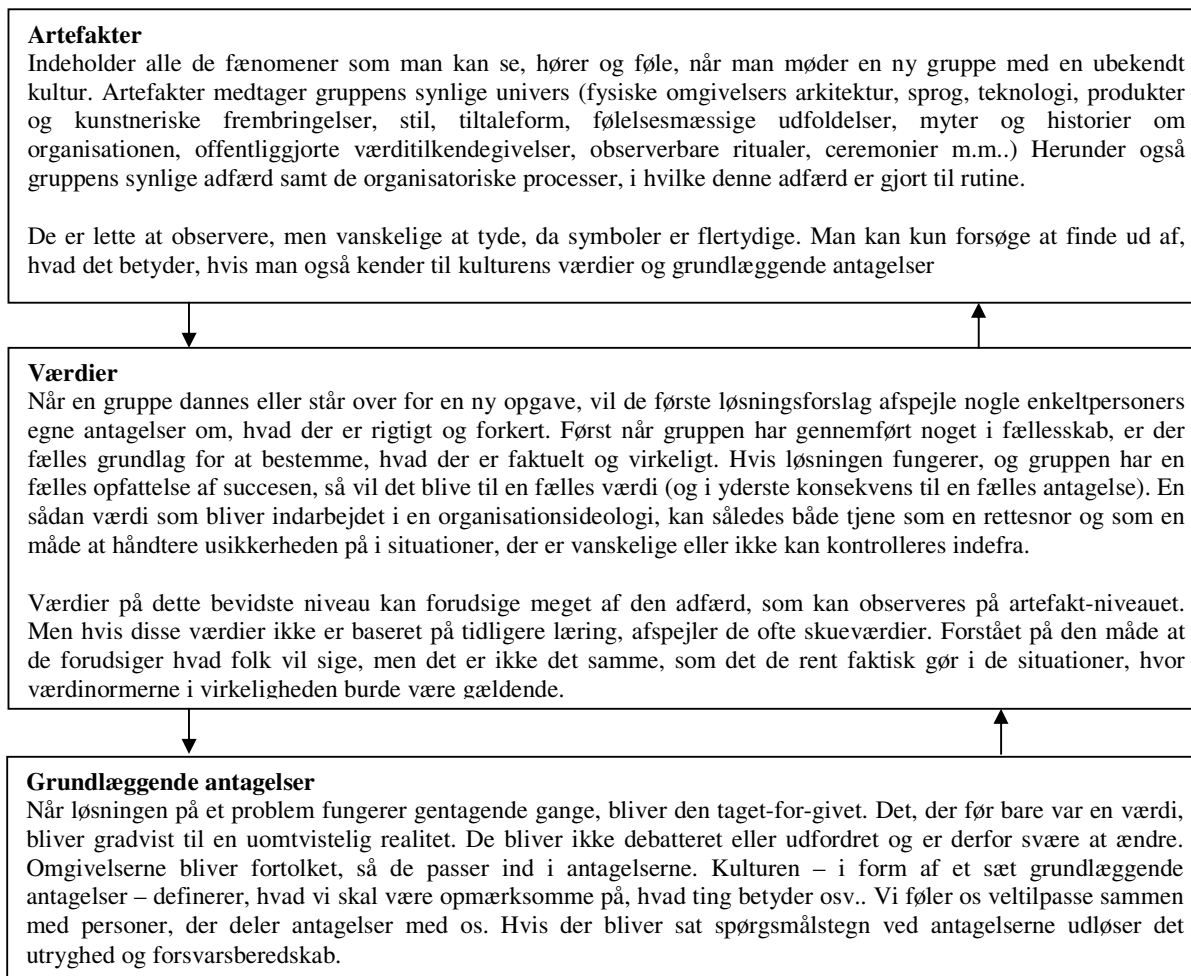 Artefakter
Indeholder alle de fænomener som man kan se, hører og føle, når man møder en ny gruppe med en ubekendt
kultur. Artefakter medtager gruppens synlige univers (fysiske omgivelsers arkitektur, sprog, teknologi, produkter
og kunstneriske frembringelser, stil, tiltaleform, følelsesmæssige udfoldelser, myter og historier om
organisationen, offentliggjorte værditilkendegivelser, observerbare ritualer, ceremonier m.m..) Herunder også
gruppens synlige adfærd samt de organisatoriske processer, i hvilke denne adfærd er gjort til rutine.
De er lette at observere, men vanskelige at tyde, da symboler er flertydige. Man kan kun forsøge at finde ud af,
hvad det betyder, hvis man også kender til kulturens værdier og grundlæggende antagelser
Værdier
Når en gruppe dannes eller står over for en ny opgave, vil de første løsningsforslag afspejle nogle enkeltpersoners
egne antagelser om, hvad der er rigtigt og forkert. Først når gruppen har gennemført noget i fællesskab, er der
fælles grundlag for at bestemme, hvad der er faktuelt og virkeligt. Hvis løsningen fungerer, og gruppen har en
fælles opfattelse af succesen, så vil det blive til en fælles værdi (og i yderste konsekvens til en fælles antagelse). En
sådan værdi som bliver indarbejdet i en organisationsideologi, kan således både tjene som en rettesnor og som en
måde at håndtere usikkerheden på i situationer, der er vanskelige eller ikke kan kontrolleres indefra.
Værdier på dette bevidste niveau kan forudsige meget af den adfærd, som kan observeres på artefakt-niveauet.
Men hvis disse værdier ikke er baseret på tidligere læring, afspejler de ofte skueværdier. Forstået på den måde at
de forudsiger hvad folk vil sige, men det er ikke det samme, som det de rent faktisk gør i de situationer, hvor
værdinormerne i virkeligheden burde være gældende.
Grundlæggende antagelser
Når løsningen på et problem fungerer gentagende gange, bliver den taget-for-givet. Det, der før bare var en værdi,
bliver gradvist til en uomtvistelig realitet. De bliver ikke debatteret eller udfordret og er derfor svære at ændre.
Omgivelserne bliver fortolket, så de passer ind i antagelserne. Kulturen – i form af et sæt grundlæggende
antagelser – definerer, hvad vi skal være opmærksomme på, hvad ting betyder osv.. Vi føler os veltilpasse sammen
med personer, der deler antagelser med os. Hvis der bliver sat spørgsmålstegn ved antagelserne udløser det
utryghed og forsvarsberedskab.